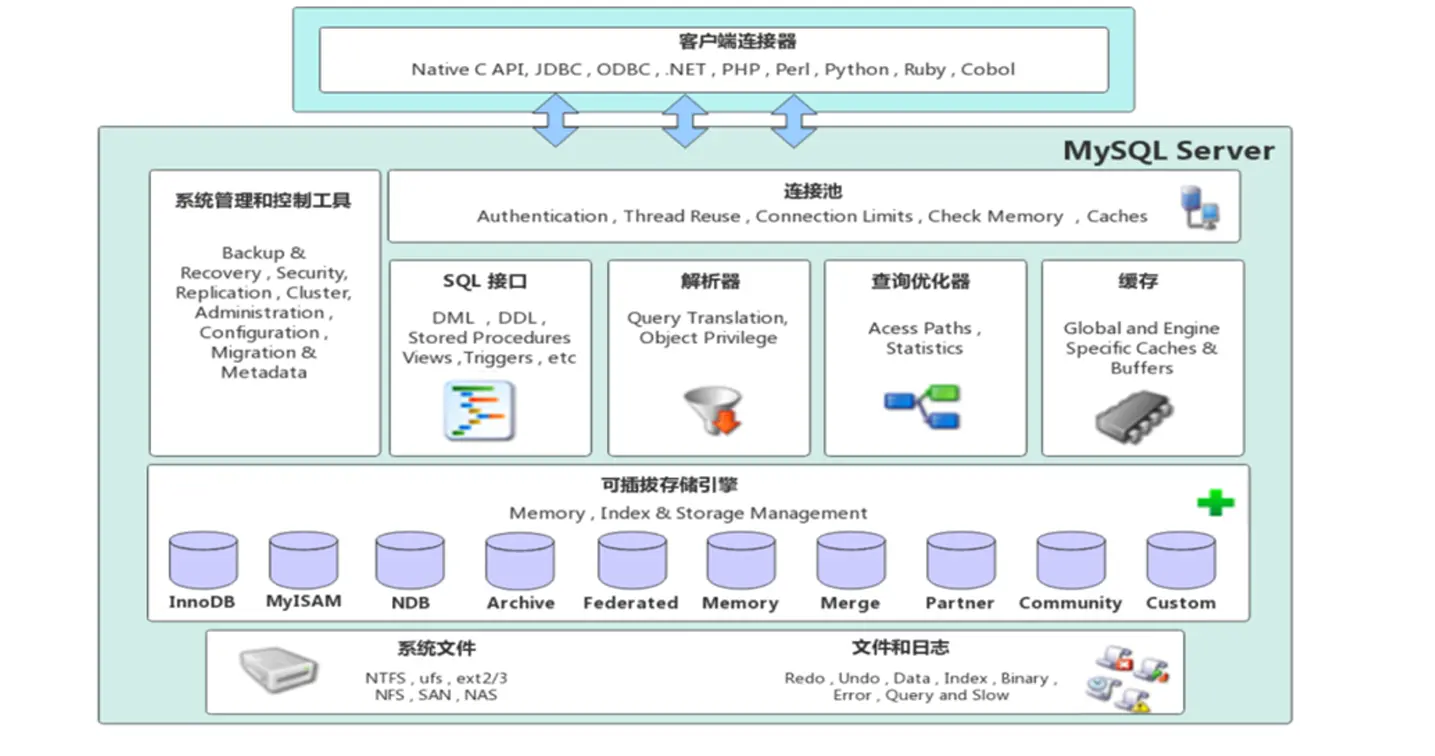 客户端连接器
Native C API, JDBC , ODBC , .NET , PHP , Perl , Python , Ruby , Cobol
MySQL Server
系统管理和控制工具
Backup &
Recovery , Security,
Replication , Cluster,
Administration ,
Configuration ,
Migration &
Metadata
连接池
Authentication , Thread Reuse , Connection Limits , Check Memory , Caches
SQL 接口
DML , DDL ,
Stored Procedures
Views ,Triggers , etc
解析器
Query Translation,
Object Privilege
查询优化器
Acess Paths ,
Statistics
缓存
Global and Engine
Specific Caches &
Buffers
可插拔存储引擎
Memory , Index & Storage Management
InnoDB
MyISAM
NDB
Archive
Federated
Memory
Merge
Partner
Community
Custom
系统文件
NTFS , ufs , ext2/3
NFS , SAN , NAS
文件和日志
Redo , Undo , Data , Index , Binary ,
Error , Query and Slow